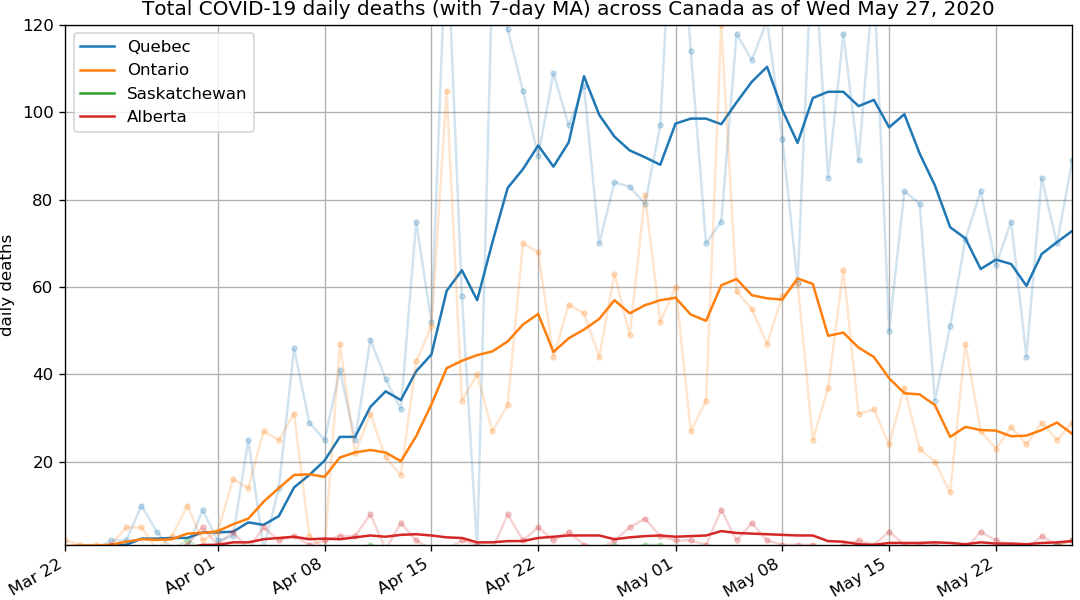 Total COVID-19 daily deaths (with 7-day MA) across Canada as of Wed May 27, 2020
120
100
80
60
40
20
daily deaths
Quebec
Ontario
Saskatchewan
Alberta
Mar 22
Apr 01
Apr 08
Apr 15
Apr 22
May 01
May 08
May 15
May 22